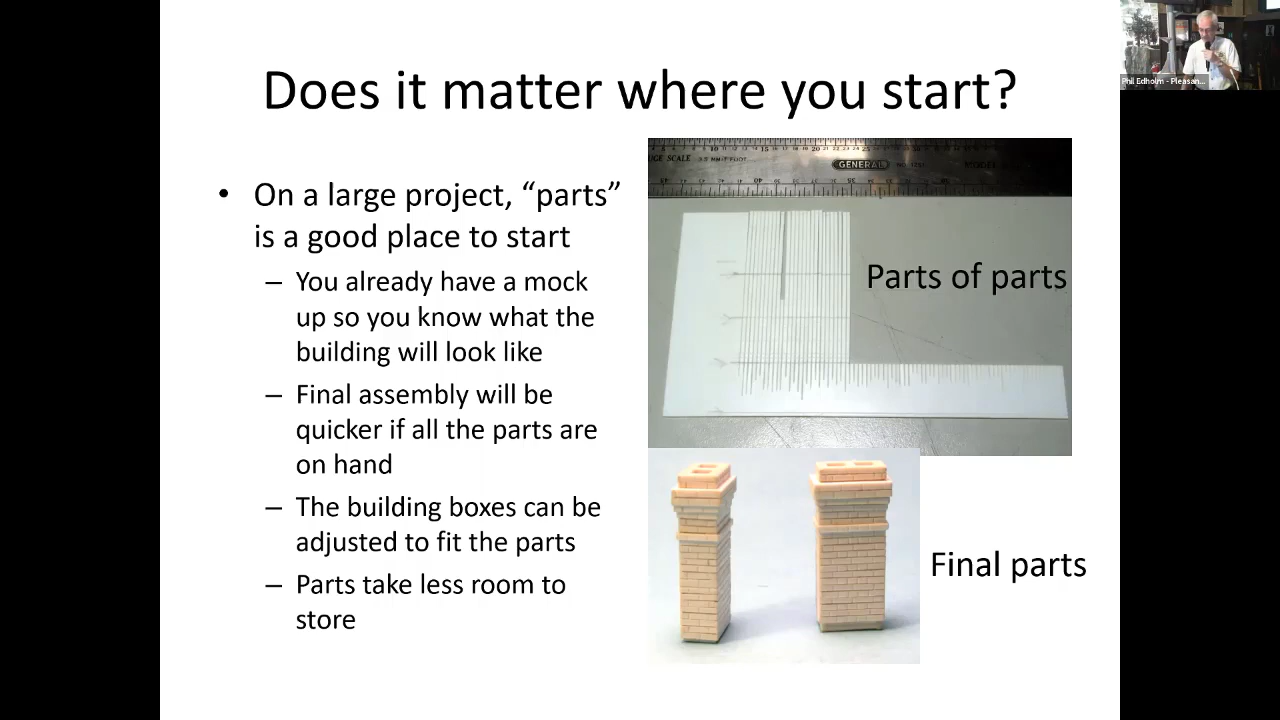 Does it matter where you start?
• On a large project, “parts”
is a good place to start
– You already have a mock
up so you know what the
building will look like
– Final assembly will be
quicker if all the parts are
on hand
– The building boxes can be
adjusted to fit the parts
– Parts take less room to
store
GENERAL
Parts of parts
Final parts
Phil Edholm - Pleasan...